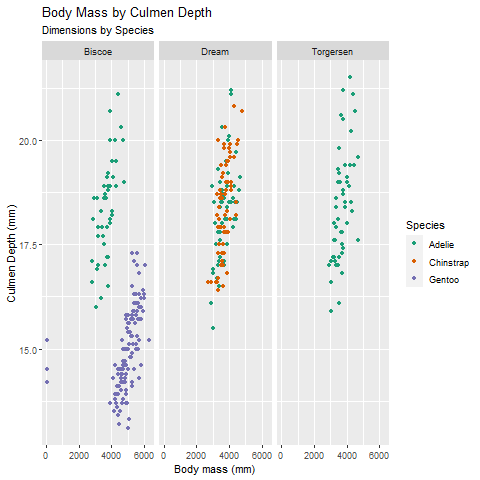 Body Mass by Culmen Depth
Dimensions by Species
Biscoe Dream Torgersen
20.0
17.5
15.0
Culmen Depth (mm)
0 2000 4000 6000 0 2000 4000 6000 0 2000 4000 6000
Body mass (mm)
Species
Adelie
Chinstrap
Gentoo